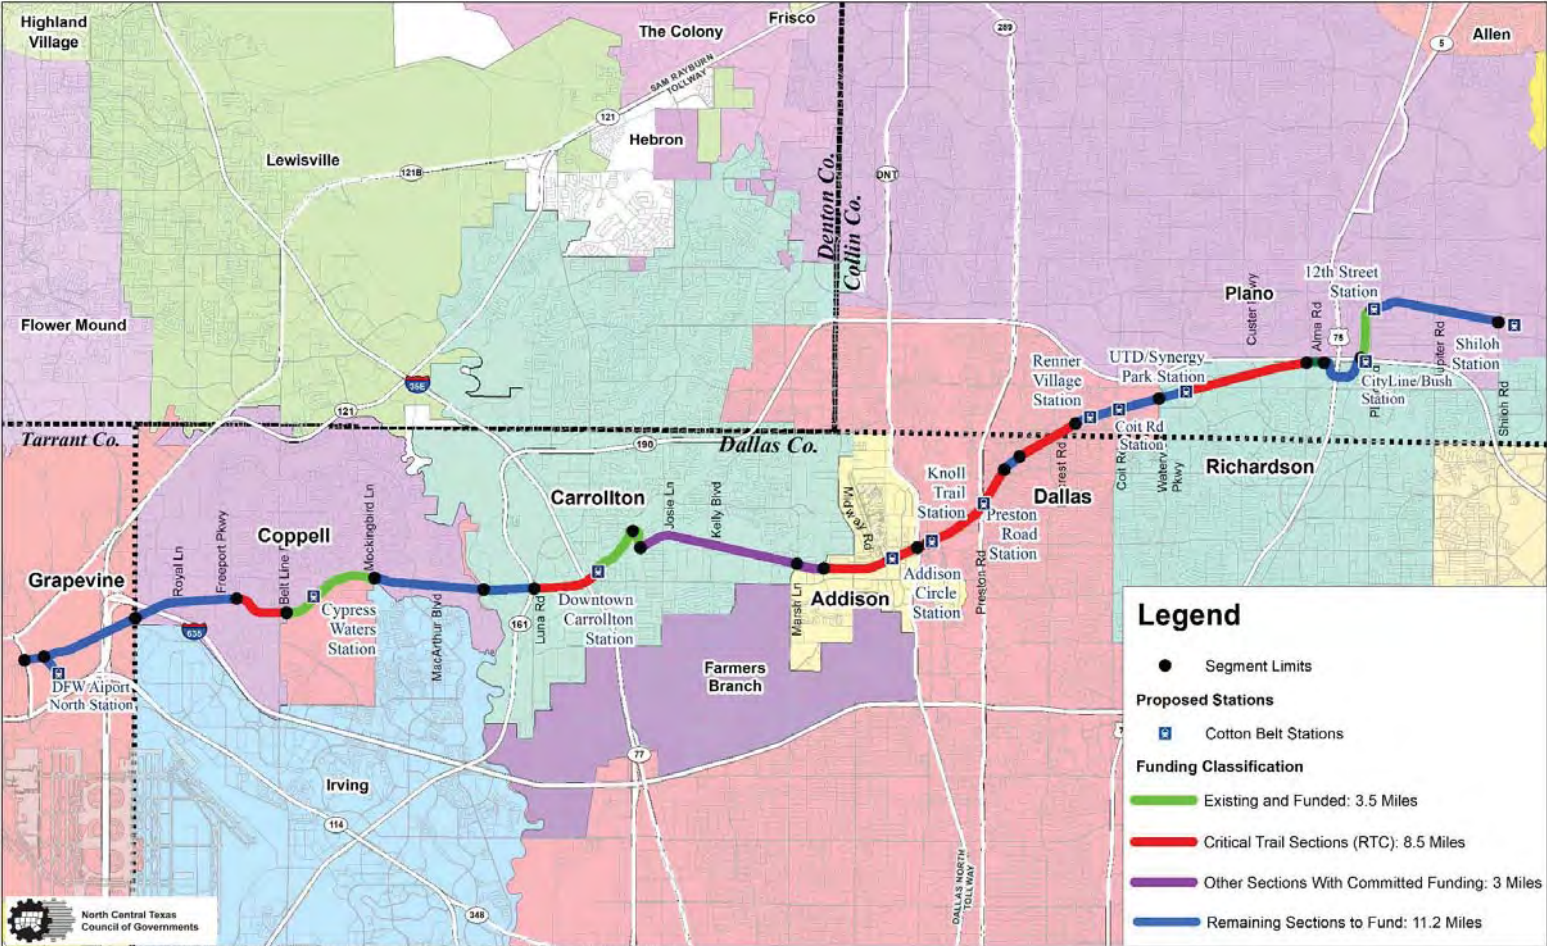 Highland
Village
Frisco
The Colony
289
5
Allen
SAM RAYBURN
TOLLWAY
121
Hebron
Lewisville
121B
DNT
Denton Co.
Collin Co.
12th Street
Station
Plano
Custer
Alma Rd
75
Flower Mound
Renner
Village
Station
UTD/Synergy
Park Station
Shiloh
Station
CityLine/Bush
Station
Shiloh Rd
35E
121
Tarrant Co.
190
Dallas Co.
Coit Rd
Station
Richardson
Knoll
Trail
Station
Dallas
Preston
Road
Station
Carrollton
Josie Ln
Kelly Blvd
Midway Rd
Coppell
Mockingbird Ln
Royal Ln
Freeport Pkwy
Belt Line
Grapevine
Cypress
Waters
Station
MacArthur Blvd
Luna Rd
161
Downtown
Carrollton
Station
Marsh Ln
Addison
Addison
Circle
Station
Preston Rd
635
DFW Aiport
North Station
Farmers
Branch
77
Irving
114
348
DALLAS NORTH
TOLLWAY
Legend
Segment Limits
Proposed Stations
Cotton Belt Stations
Funding Classification
Existing and Funded: 3.5 Miles
Critical Trail Sections (RTC): 8.5 Miles
Other Sections With Committed Funding: 3 Miles
Remaining Sections to Fund: 11.2 Miles
North Central Texas
Council of Governments